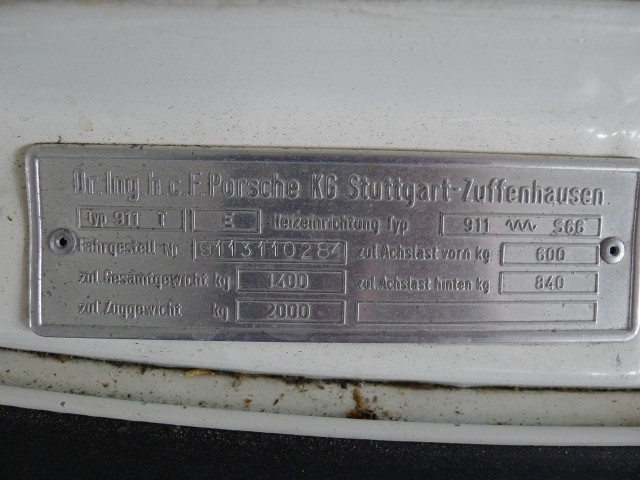 Dr. Ing. h.c. F. Porsche KG Stuttgart-Zuffenhausen
Typ 911 T E Heizeinrichtung Typ 911 S66
Fahrgestell-Nr 9113110284 zul. Achslast vorn kg 600
zul. Gesamtgewicht kg 1400 zul. Achslast hinten kg 840
zul. Zuggewicht kg 2000